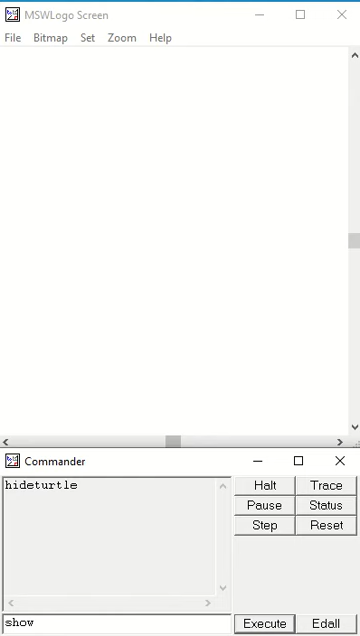 MSWLogo Screen
File Bitmap Set Zoom Help
Commander
hideturtle
Halt Trace
Pause Status
Step Reset
show
Execute Edall